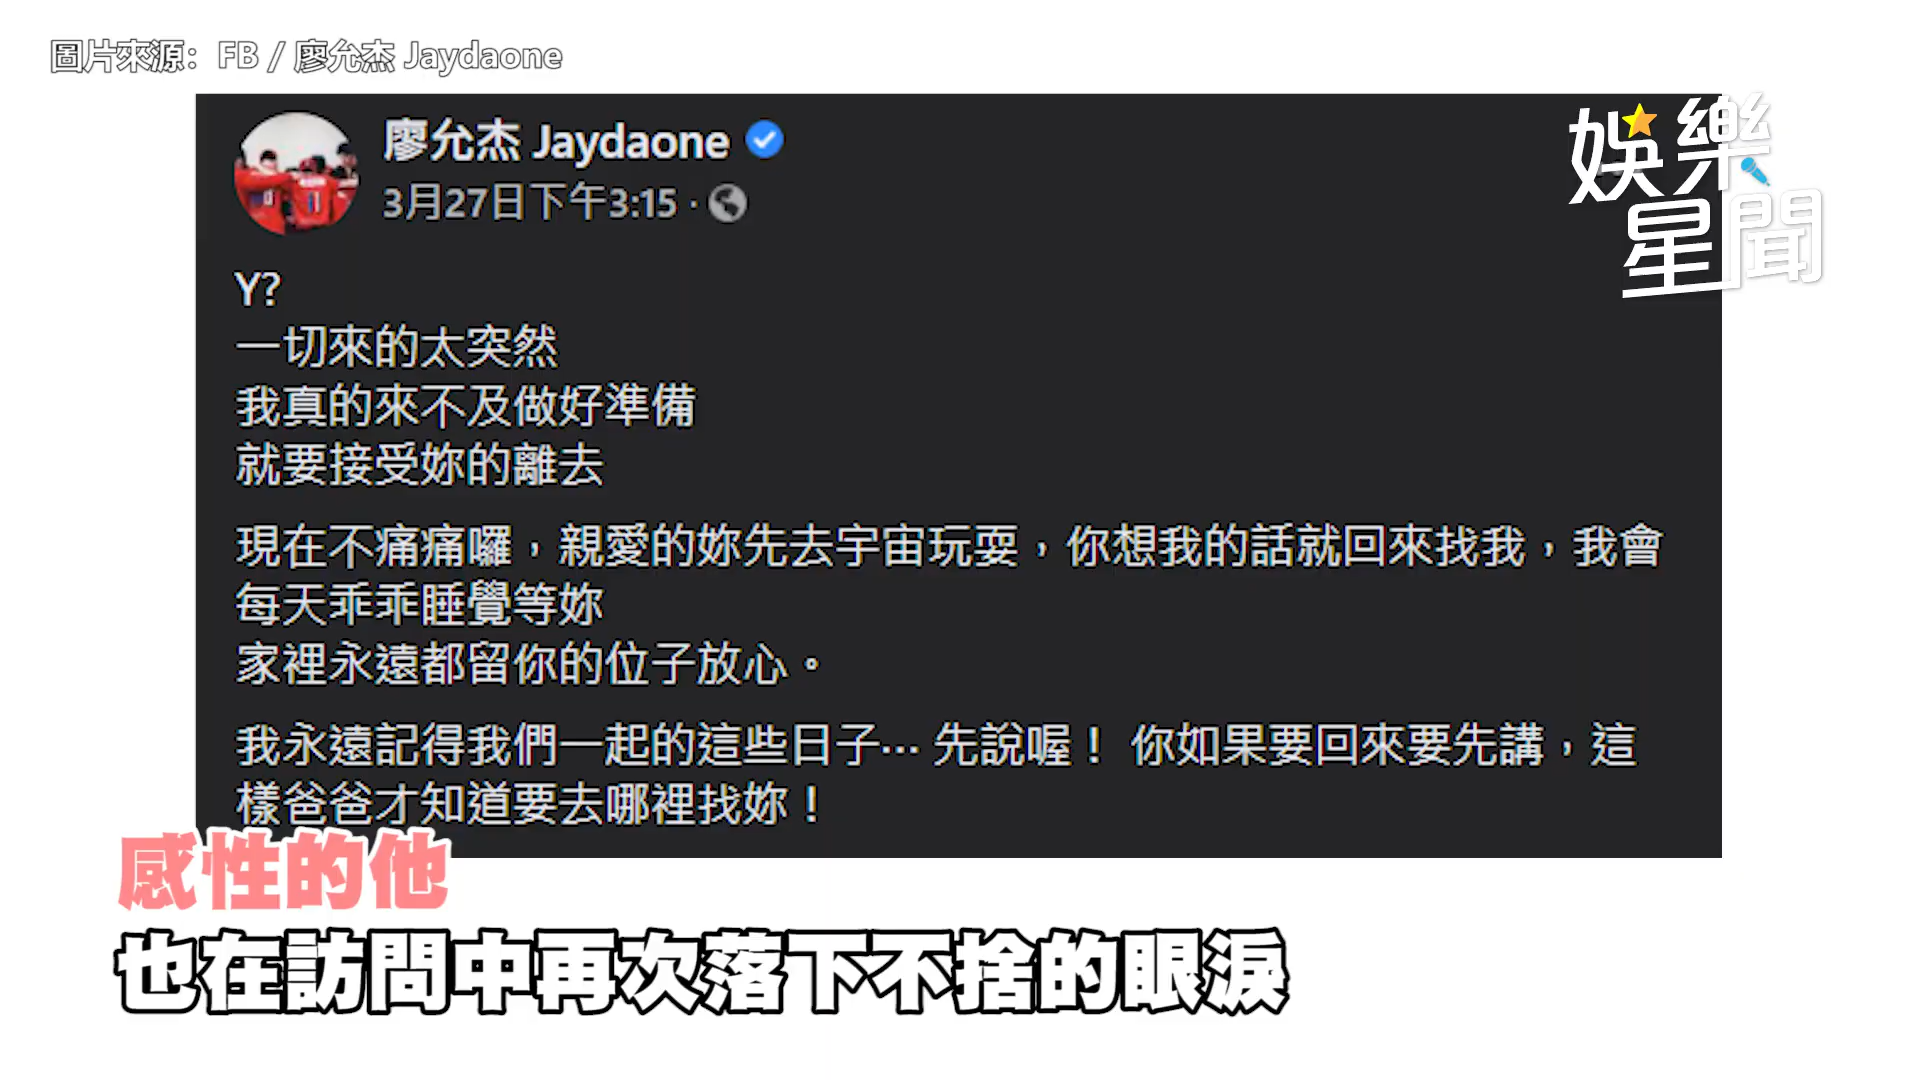 圖片來源：FB / 廖允杰 Jaydaone
娛樂
星聞
廖允杰 Jaydaone
3月27日下午3:15 ·
Y?
一切來的太突然
我真的來不及做好準備
就要接受妳的離去
現在不痛痛囉，親愛的妳先去宇宙玩耍，你想我的話就回來找我，我會
每天乖乖睡覺等妳
家裡永遠都留你的位子放心。
我永遠記得我們一起的這些日子… 先說喔！ 你如果要回來要先講，這
樣爸爸才知道要去哪裡找妳！
感性的他
也在訪問中再次落下不捨的眼淚